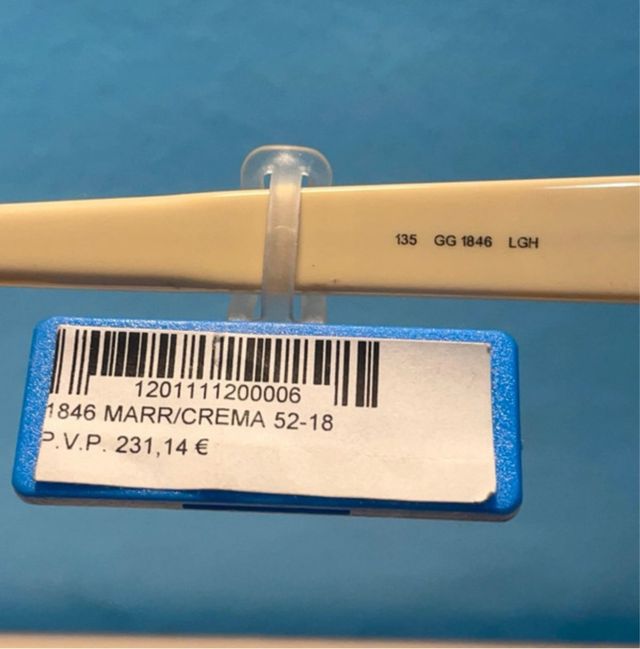 135 GG 1846 LGH
1201111200006
1846 MARR/CREMA 52-18
P.V.P. 231,14 €